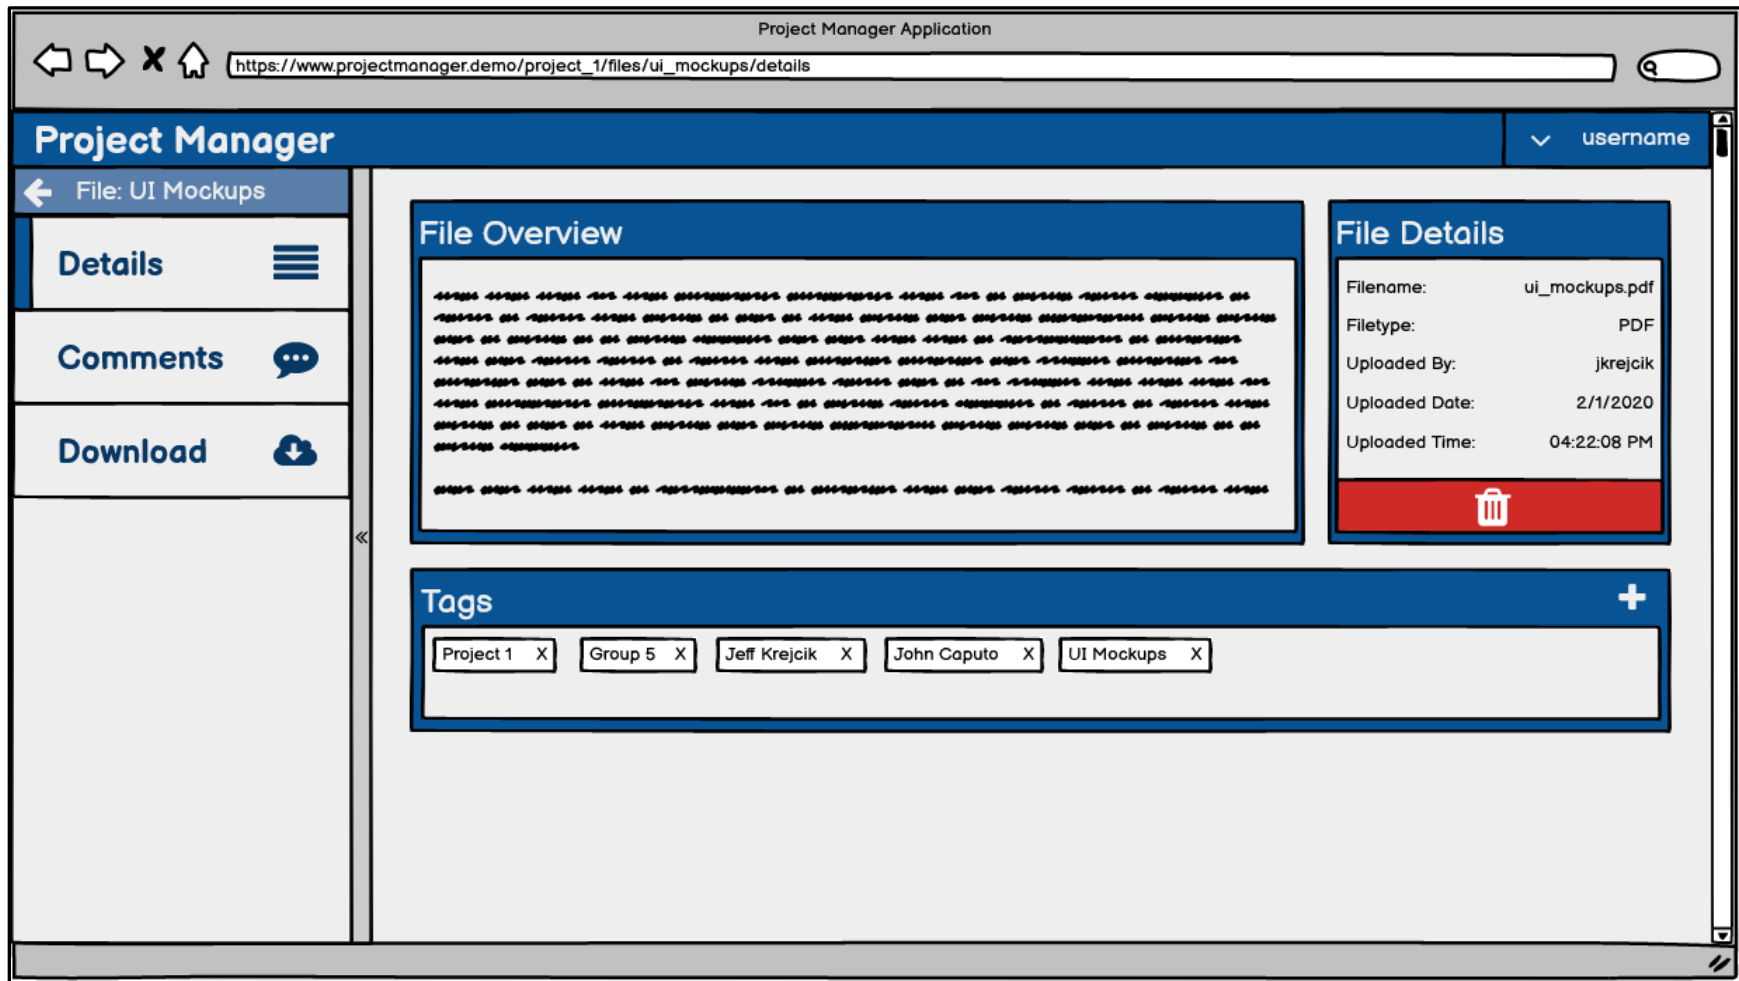 Project Manager Application
https://www.projectmanager.demo/project_1/files/ui_mockups/details
Project Manager
username
File: UI Mockups
Details
Comments
Download
File Overview
File Details
Filename: ui_mockups.pdf
Filetype: PDF
Uploaded By: jkrejcik
Uploaded Date: 2/1/2020
Uploaded Time: 04:22:08 PM
Tags
Project 1 X Group 5 X Jeff Krejcik X John Caputo X UI Mockups X